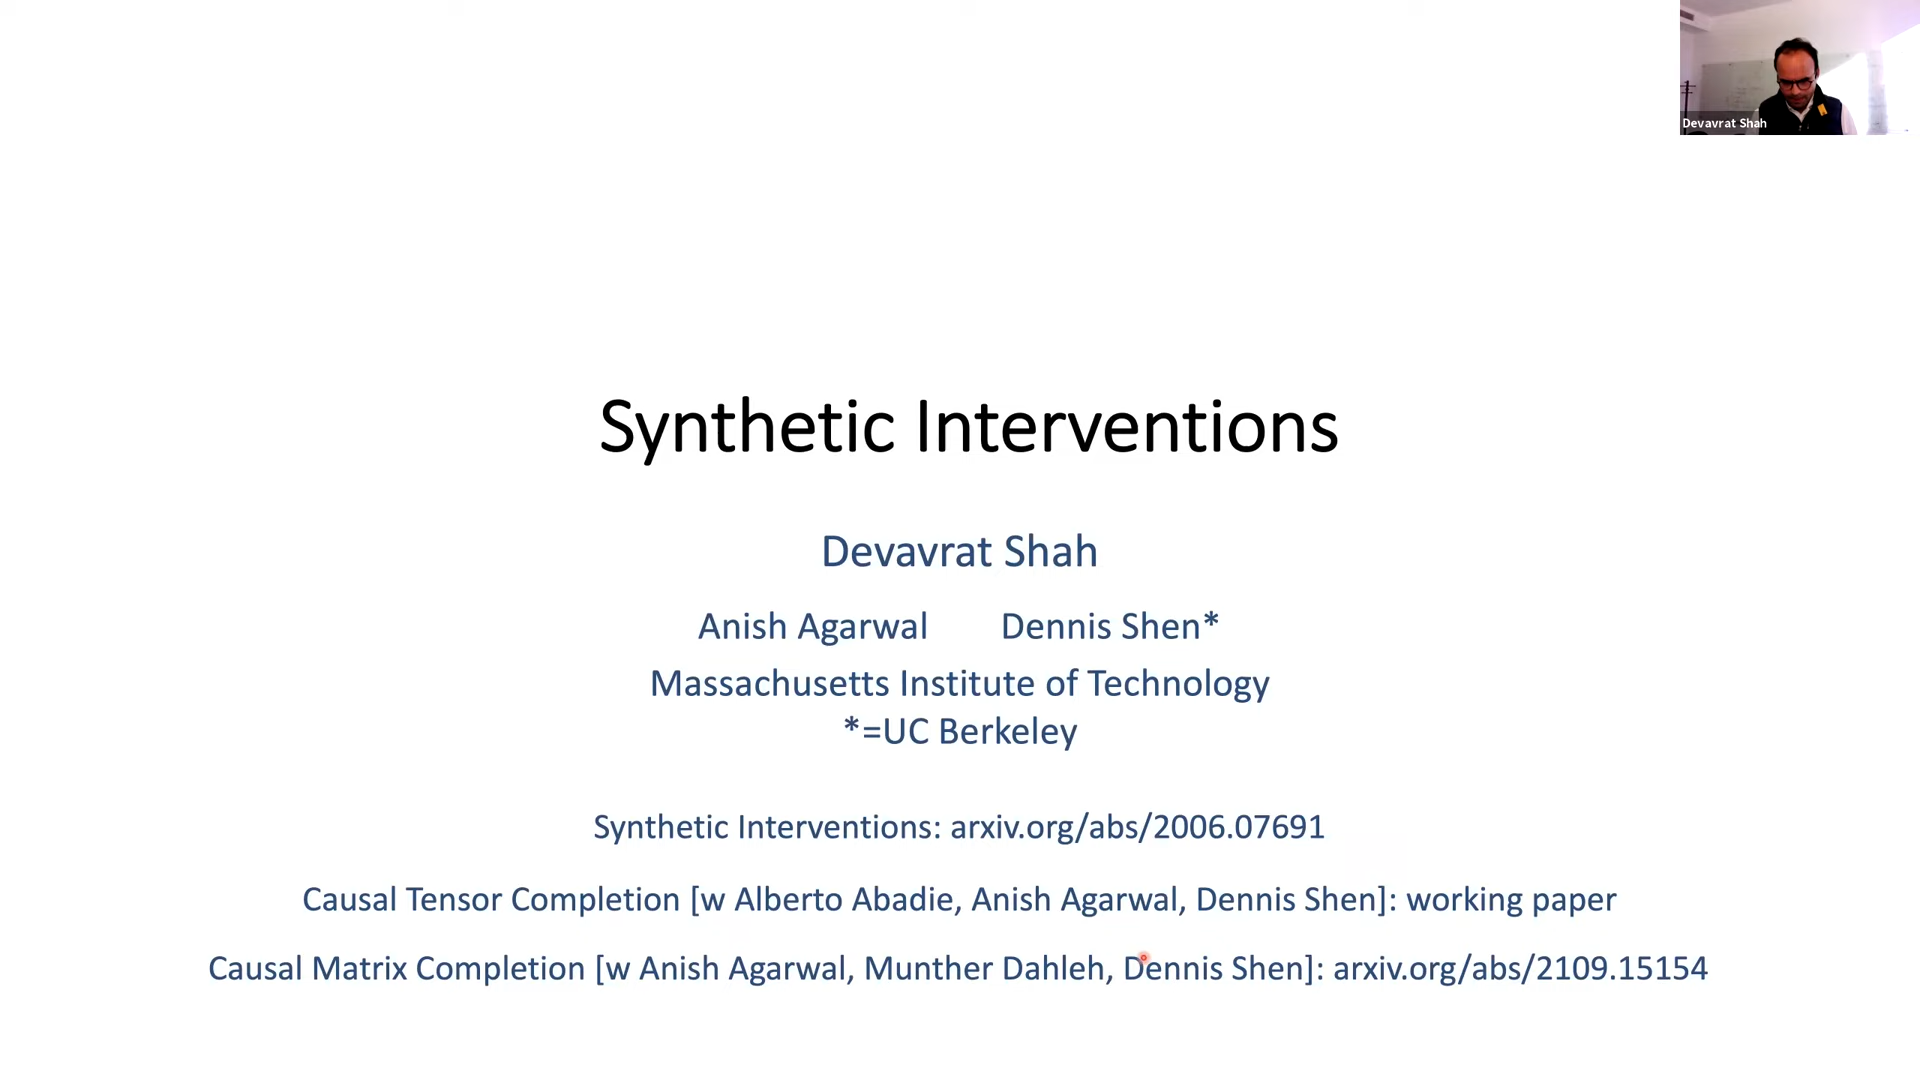 Devavrat Shah
Synthetic Interventions
Devavrat Shah
Anish Agarwal Dennis Shen*
Massachusetts Institute of Technology
*=UC Berkeley
Synthetic Interventions: arxiv.org/abs/2006.07691
Causal Tensor Completion [w Alberto Abadie, Anish Agarwal, Dennis Shen]: working paper
Causal Matrix Completion [w Anish Agarwal, Munther Dahleh, Dennis Shen]: arxiv.org/abs/2109.15154